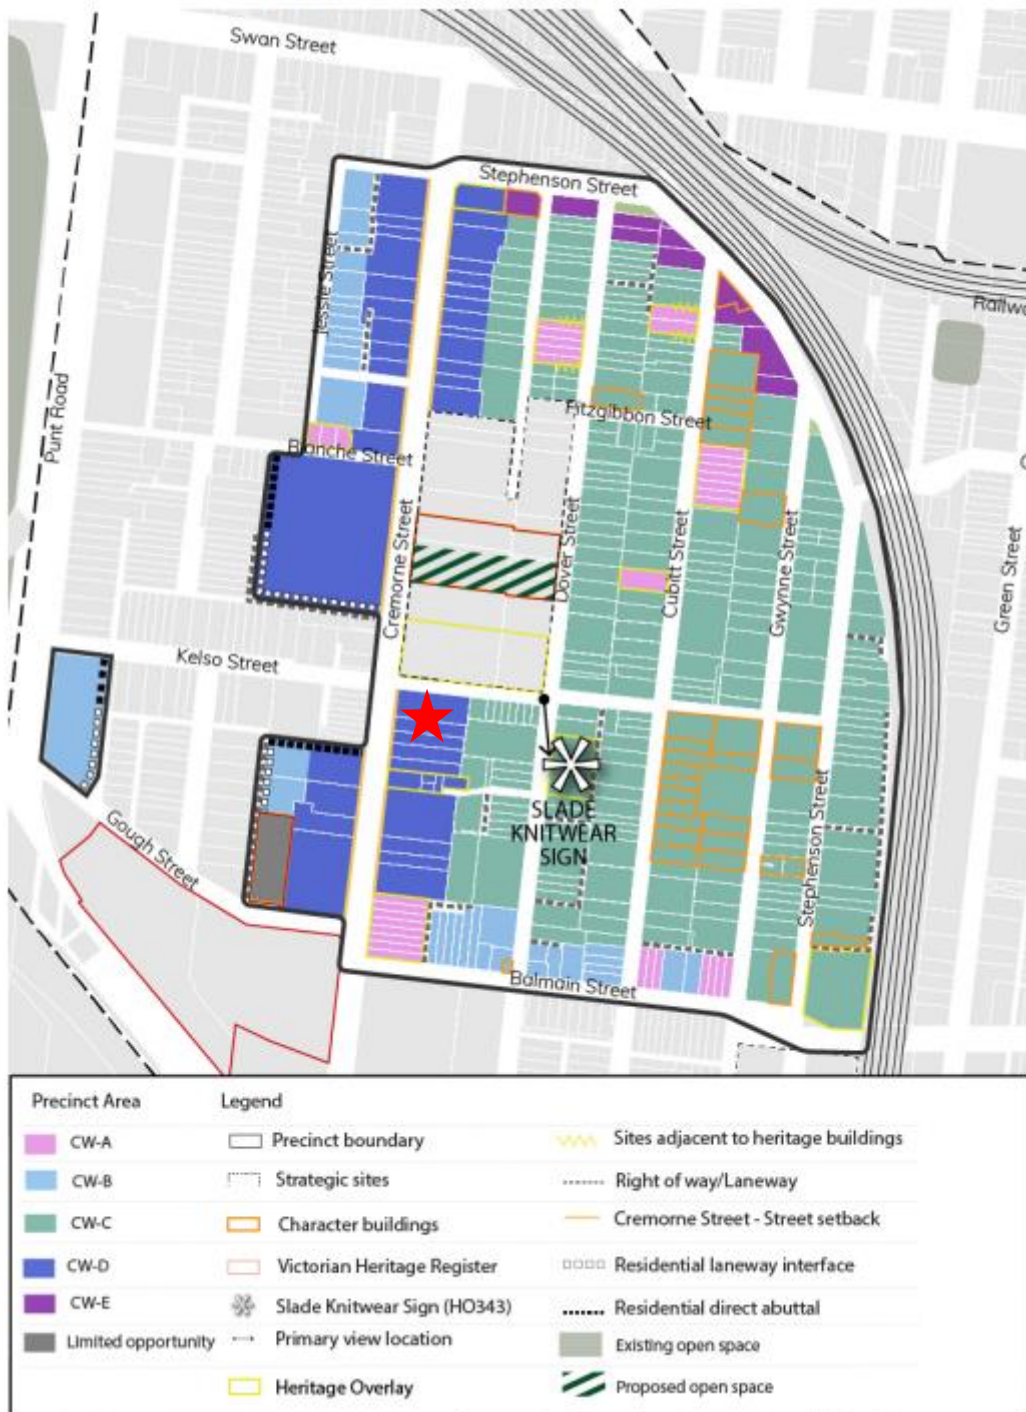 Swan Street
Stephenson Street
Jessie Street
Railwa
Punt Road
Fitzgibbon Street
Blanche Street
Cremorne Street
Dover Street
Cubitt Street
Gwynne Street
Green Street
Kelso Street
SLADE
KNITWEAR
SIGN
Gough Street
Stephenson Street
Balmain Street
Precinct Area
CW-A
CW-B
CW-C
CW-D
CW-E
Limited opportunity
Legend
Precinct boundary
Strategic sites
Character buildings
Victorian Heritage Register
Slade Knitwear Sign (HO343)
Primary view location
Heritage Overlay
Sites adjacent to heritage buildings
Right of way/Laneway
Cremorne Street - Street setback
Residential laneway interface
Residential direct abuttal
Existing open space
Proposed open space